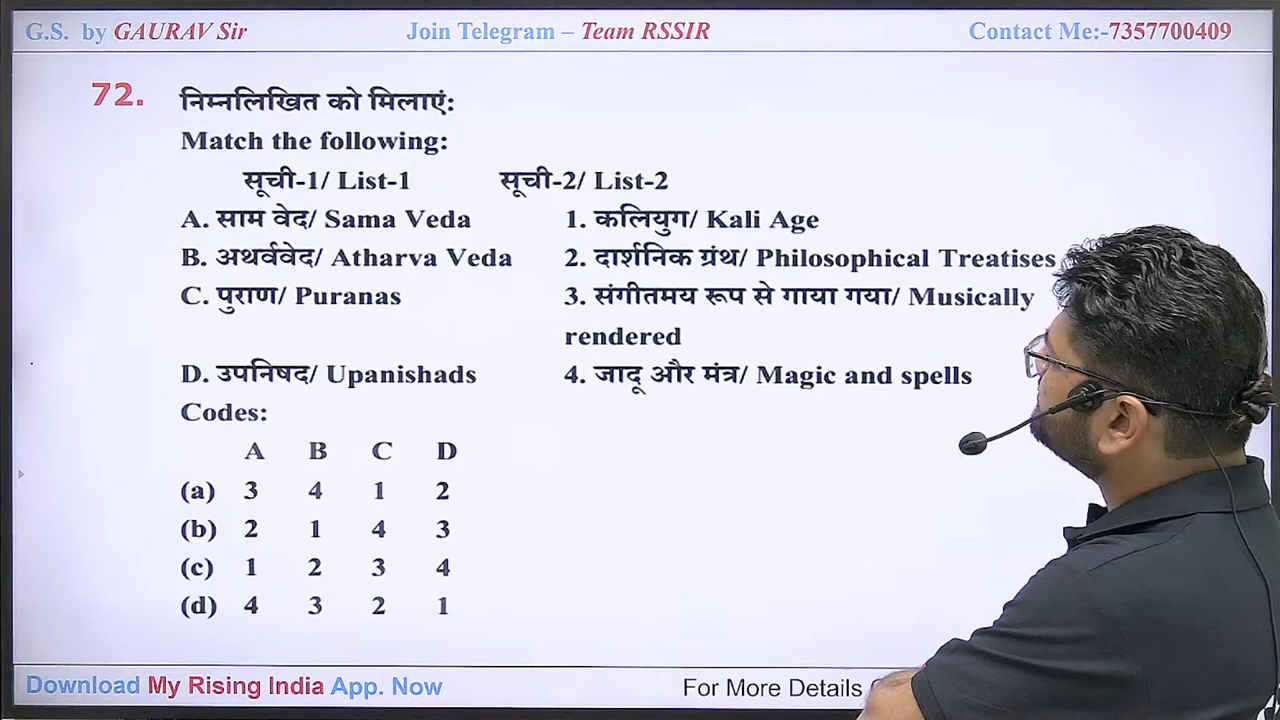 G.S. by GAURAV Sir
Join Telegram – Team RSSIR
Contact Me:-7357700409
72. निम्नलिखित को मिलाएं:
Match the following:
सूची-1/ List-1 सूची-2/ List-2
A. साम वेद/ Sama Veda 1. कलियुग/ Kali Age
B. अथर्ववेद/ Atharva Veda 2. दार्शनिक ग्रंथ/ Philosophical Treatises
C. पुराण/ Puranas 3. संगीतमय रूप से गाया गया/ Musically
rendered
D. उपनिषद/ Upanishads 4. जादू और मंत्र/ Magic and spells
Codes:
A B C D
(a) 3 4 1 2
(b) 2 1 4 3
(c) 1 2 3 4
(d) 4 3 2 1
Download My Rising India App. Now
For More Details